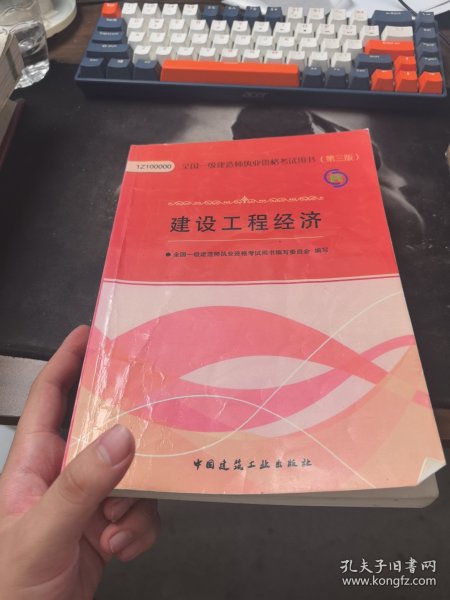 acer
1Z100000 全国一级建造师执业资格考试用书（第三版）
建设工程经济
●全国一级建造师执业资格考试用书编写委员会 编写
中国建筑工业出版社
孔夫子旧书网
www.kongfz.com